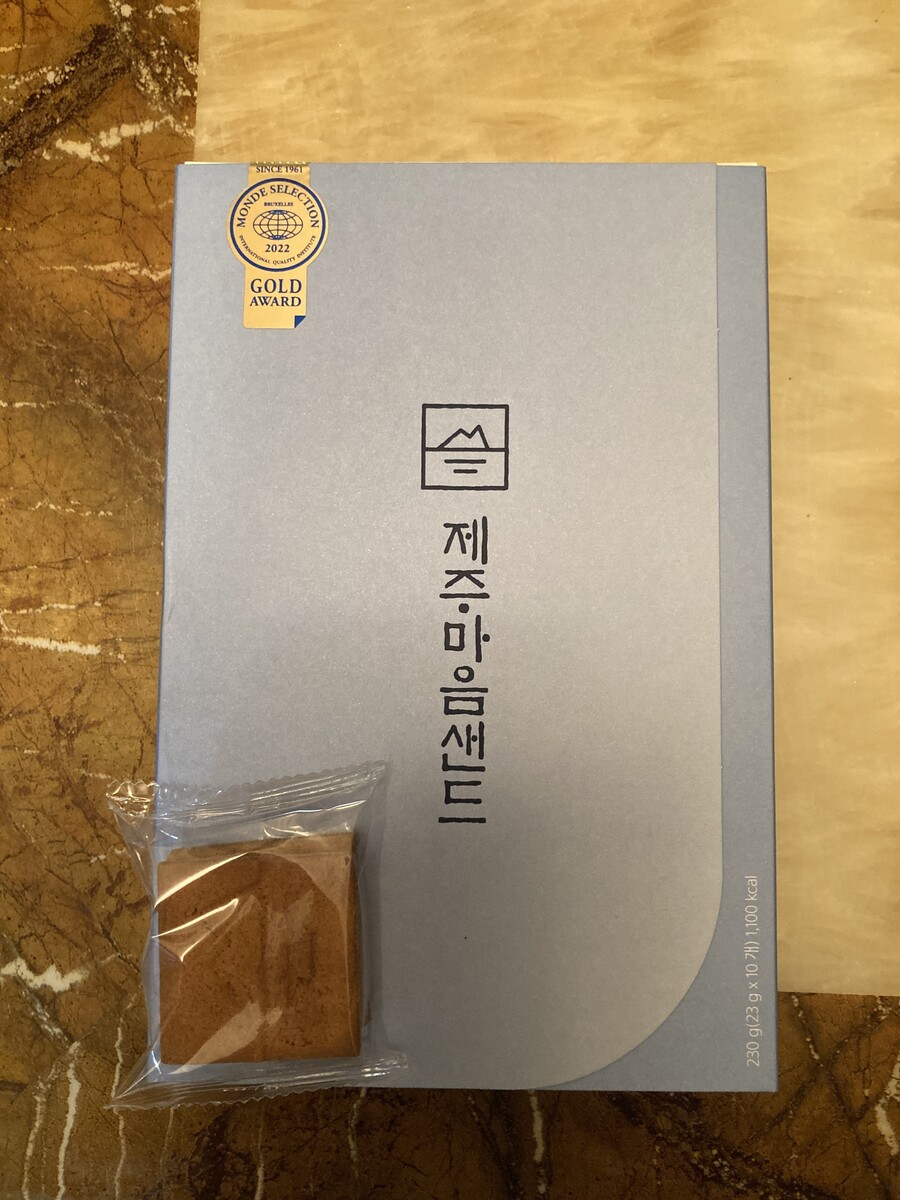 SINCE 1961
MONDE SELECTION
BRUXELLES
2022
INTERNATIONAL QUALITY INSTITUTE
GOLD
AWARD
제주마음샌드
230 g(23 g x 10 개) 1,100 kcal